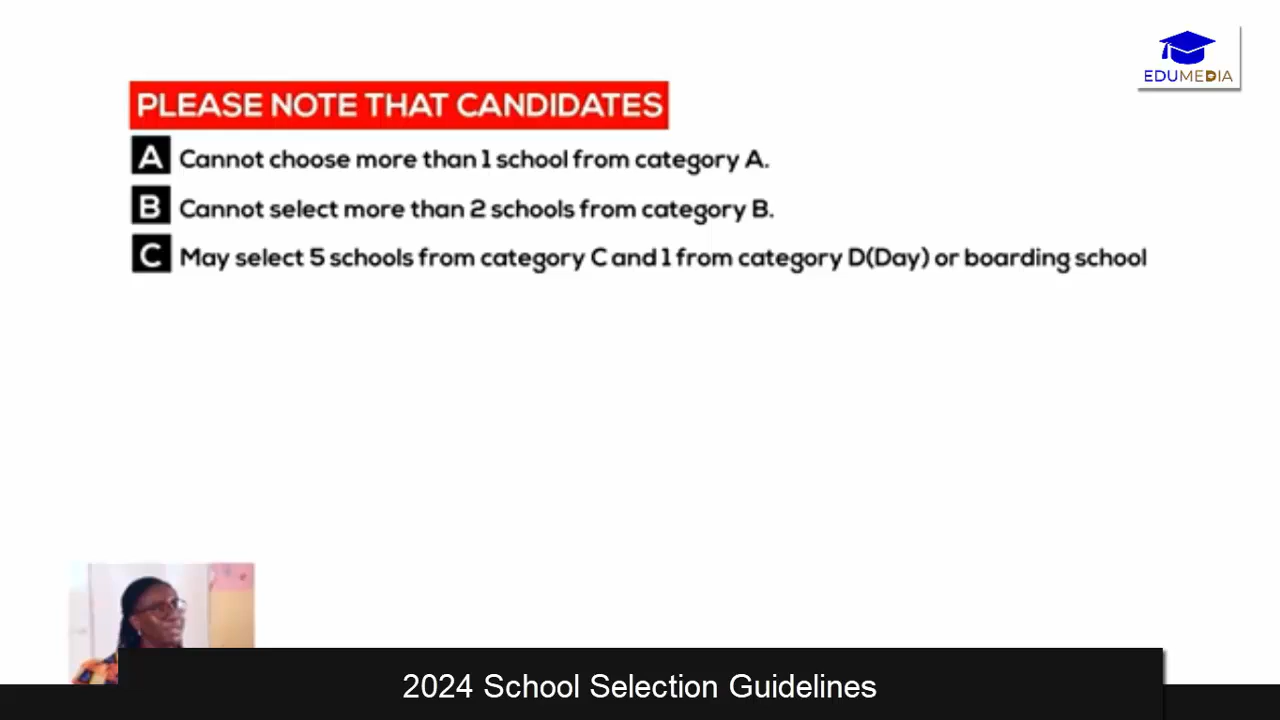 EDUMEDIA
PLEASE NOTE THAT CANDIDATES
A Cannot choose more than 1 school from category A.
B Cannot select more than 2 schools from category B.
C May select 5 schools from category C and 1 from category D(Day) or boarding school
2024 School Selection Guidelines